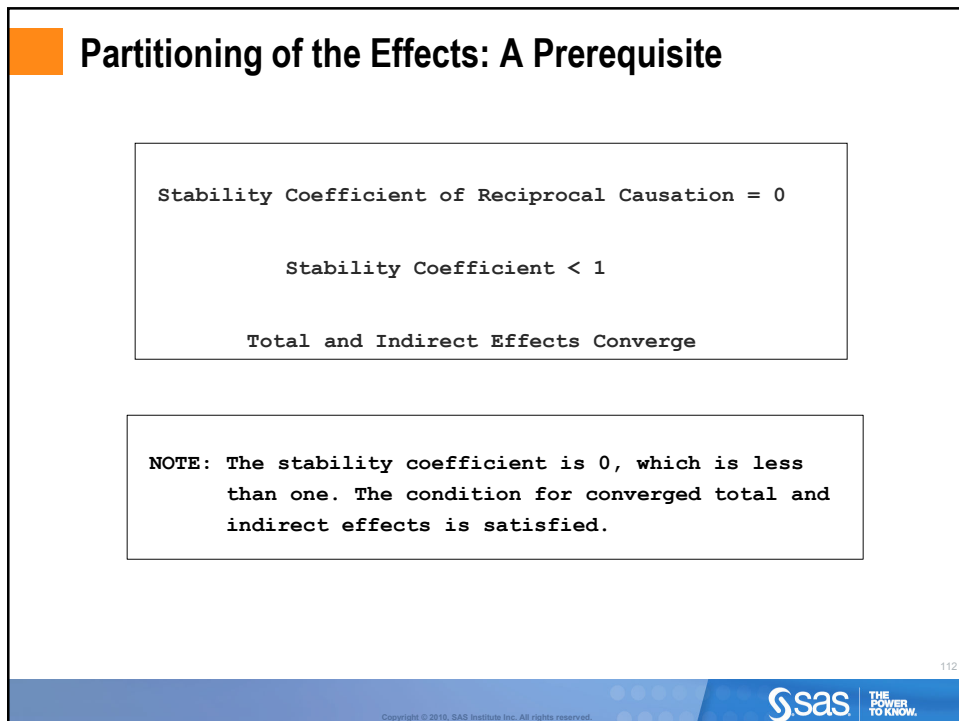 Partitioning of the Effects: A Prerequisite
Stability Coefficient of Reciprocal Causation = 0
Stability Coefficient < 1
Total and Indirect Effects Converge
NOTE: The stability coefficient is 0, which is less
than one. The condition for converged total and
indirect effects is satisfied.
112
Copyright © 2010, SAS Institute Inc. All rights reserved.
sas
THE
POWER
TO KNOW.